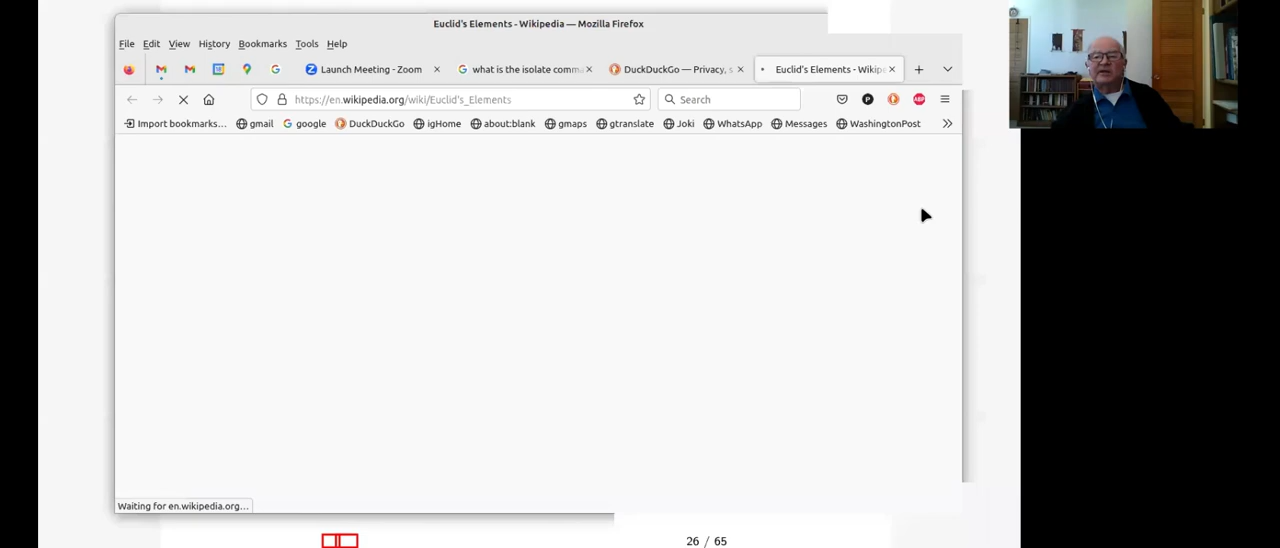 Euclid's Elements - Wikipedia — Mozilla Firefox
File Edit View History Bookmarks Tools Help
Launch Meeting - Zoom what is the isolate comm DuckDuckGo — Privacy, s Euclid's Elements - Wikipe
https://en.wikipedia.org/wiki/Euclid's_Elements Search
Import bookmarks... gmail google DuckDuckGo igHome about:blank gmaps gtranslate Joki WhatsApp Messages WashingtonPost
Waiting for en.wikipedia.org...
26 / 65